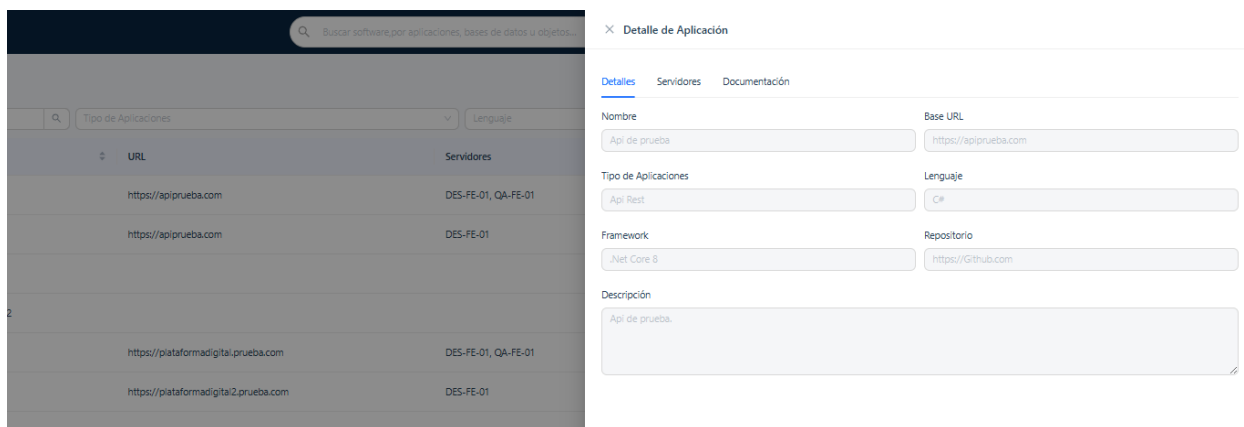 Buscar software por aplicaciones, bases de datos u objetos...
Tipo de Aplicaciones
Lenguaje
URL
Servidores
https://apiprueba.com
DES-FE-01, QA-FE-01
https://apiprueba.com
DES-FE-01
2
https://plataformadigital.prueba.com
DES-FE-01, QA-FE-01
https://plataformadigital2.prueba.com
DES-FE-01
Detalle de Aplicación
Detalles
Servidores
Documentación
Nombre
Base URL
Api de prueba
https://apiprueba.com
Tipo de Aplicaciones
Lenguaje
Api Rest
C#
Framework
Repositorio
.Net Core 8
https://Github.com
Descripción
Api de prueba.